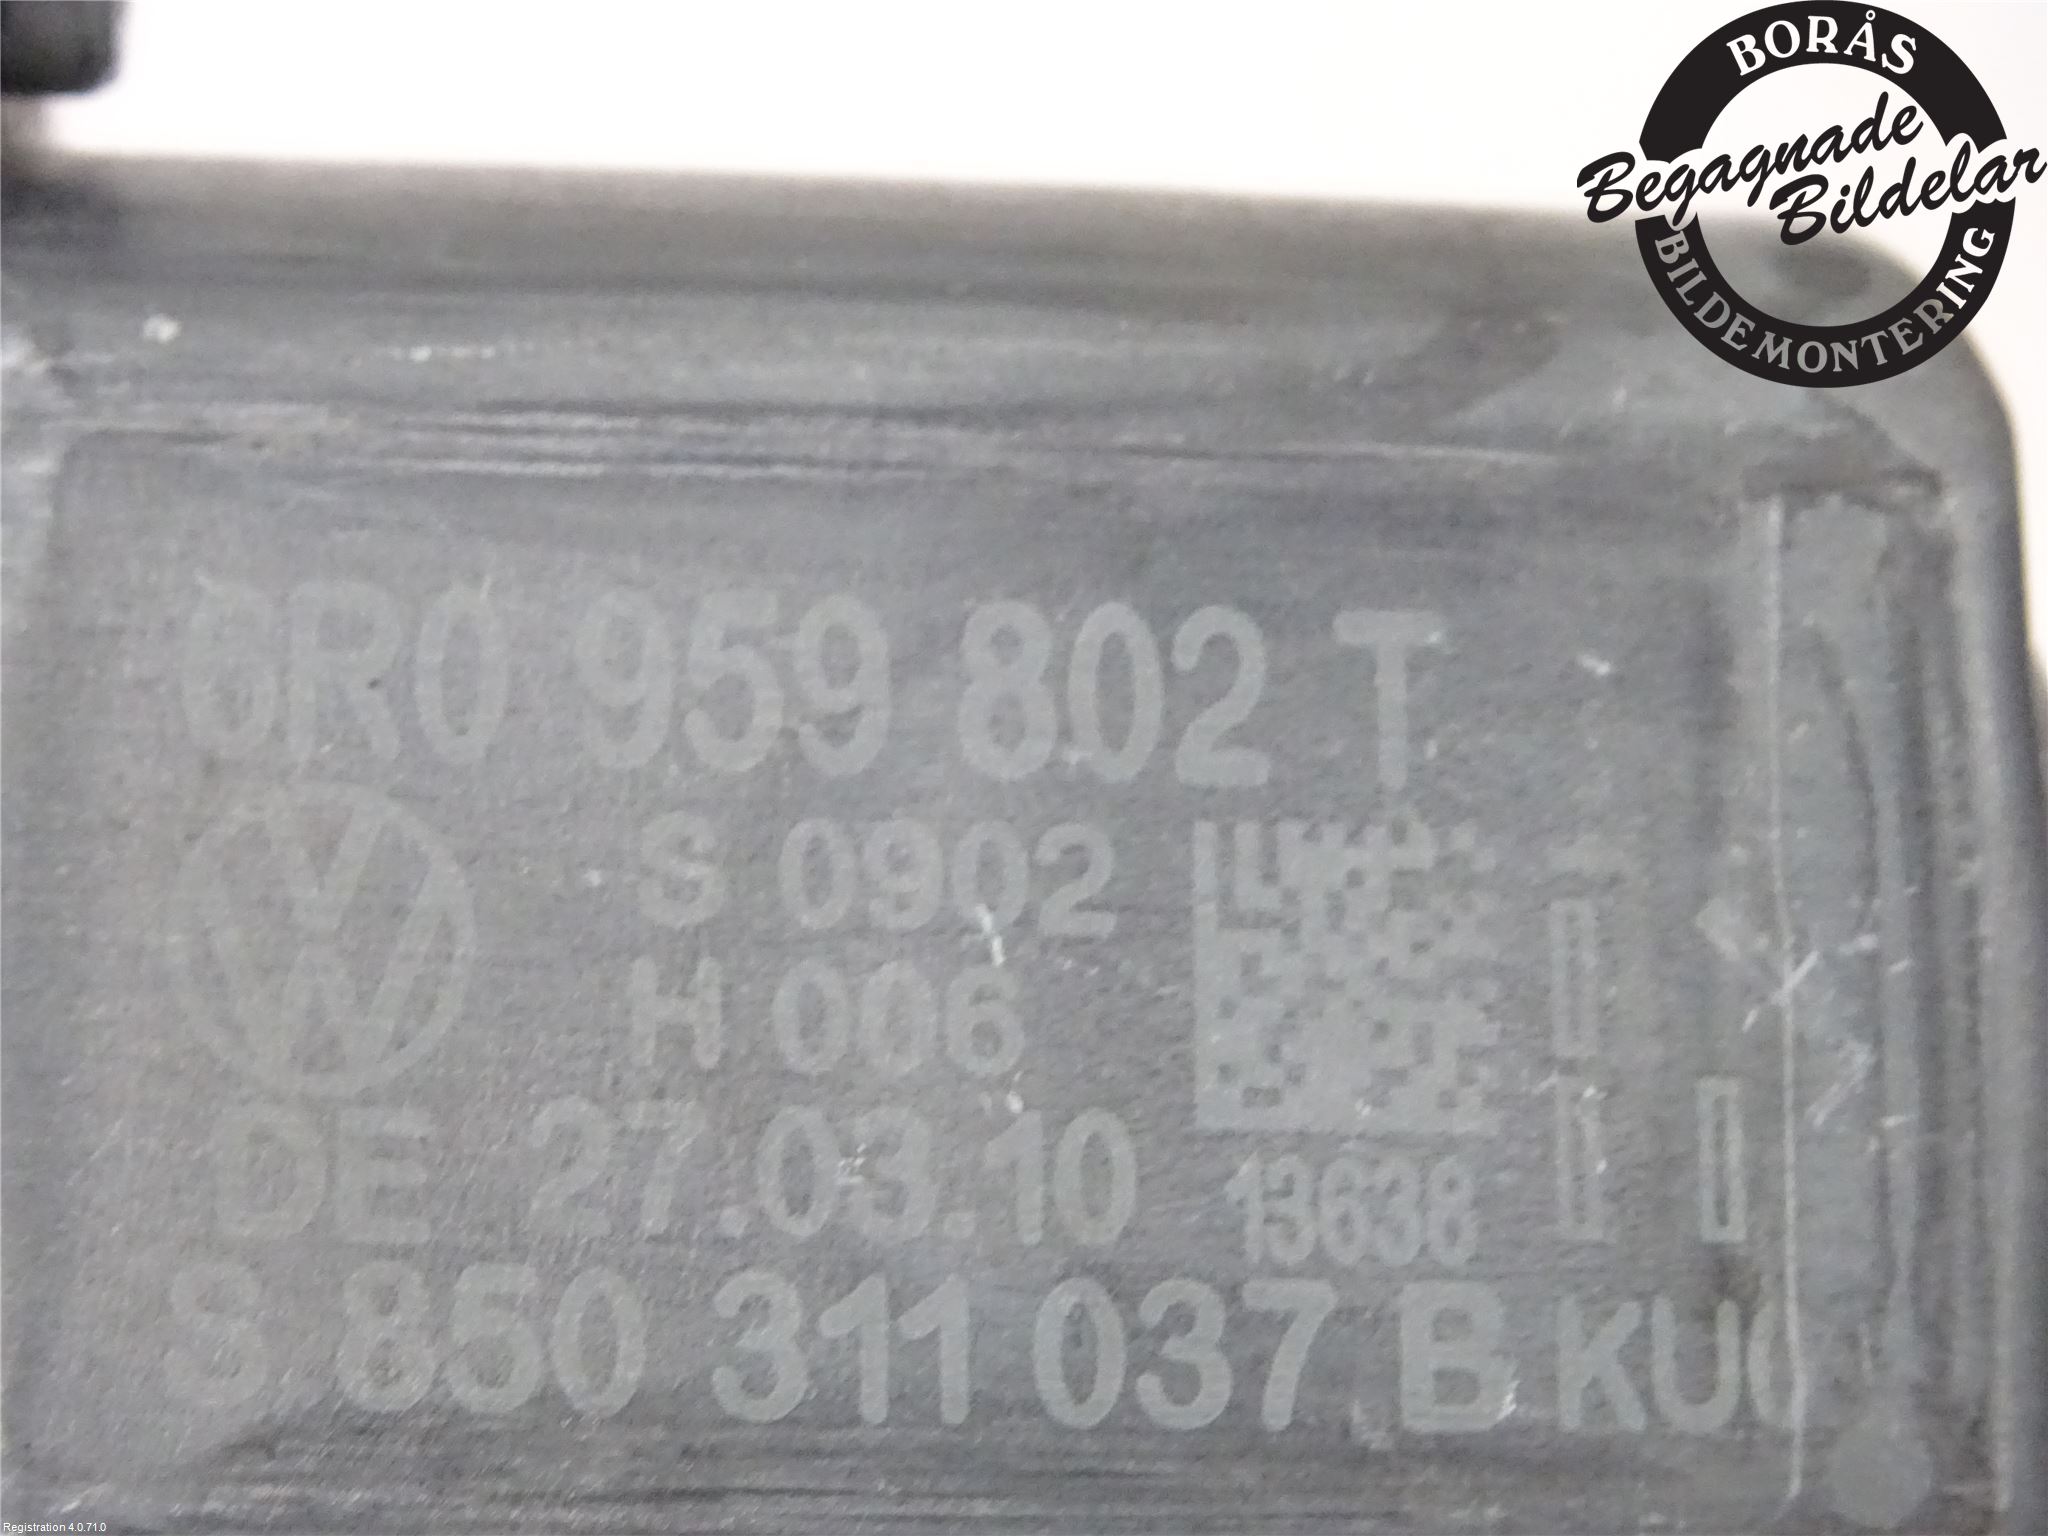 BORÅS
Begagnade
Bildelar
BILDEMONTERING
6R0 959 802 T
S 0902
H 006
DE 27.03.10
13638
S 850 311 037 B KU0
Registration 4.0.71.0